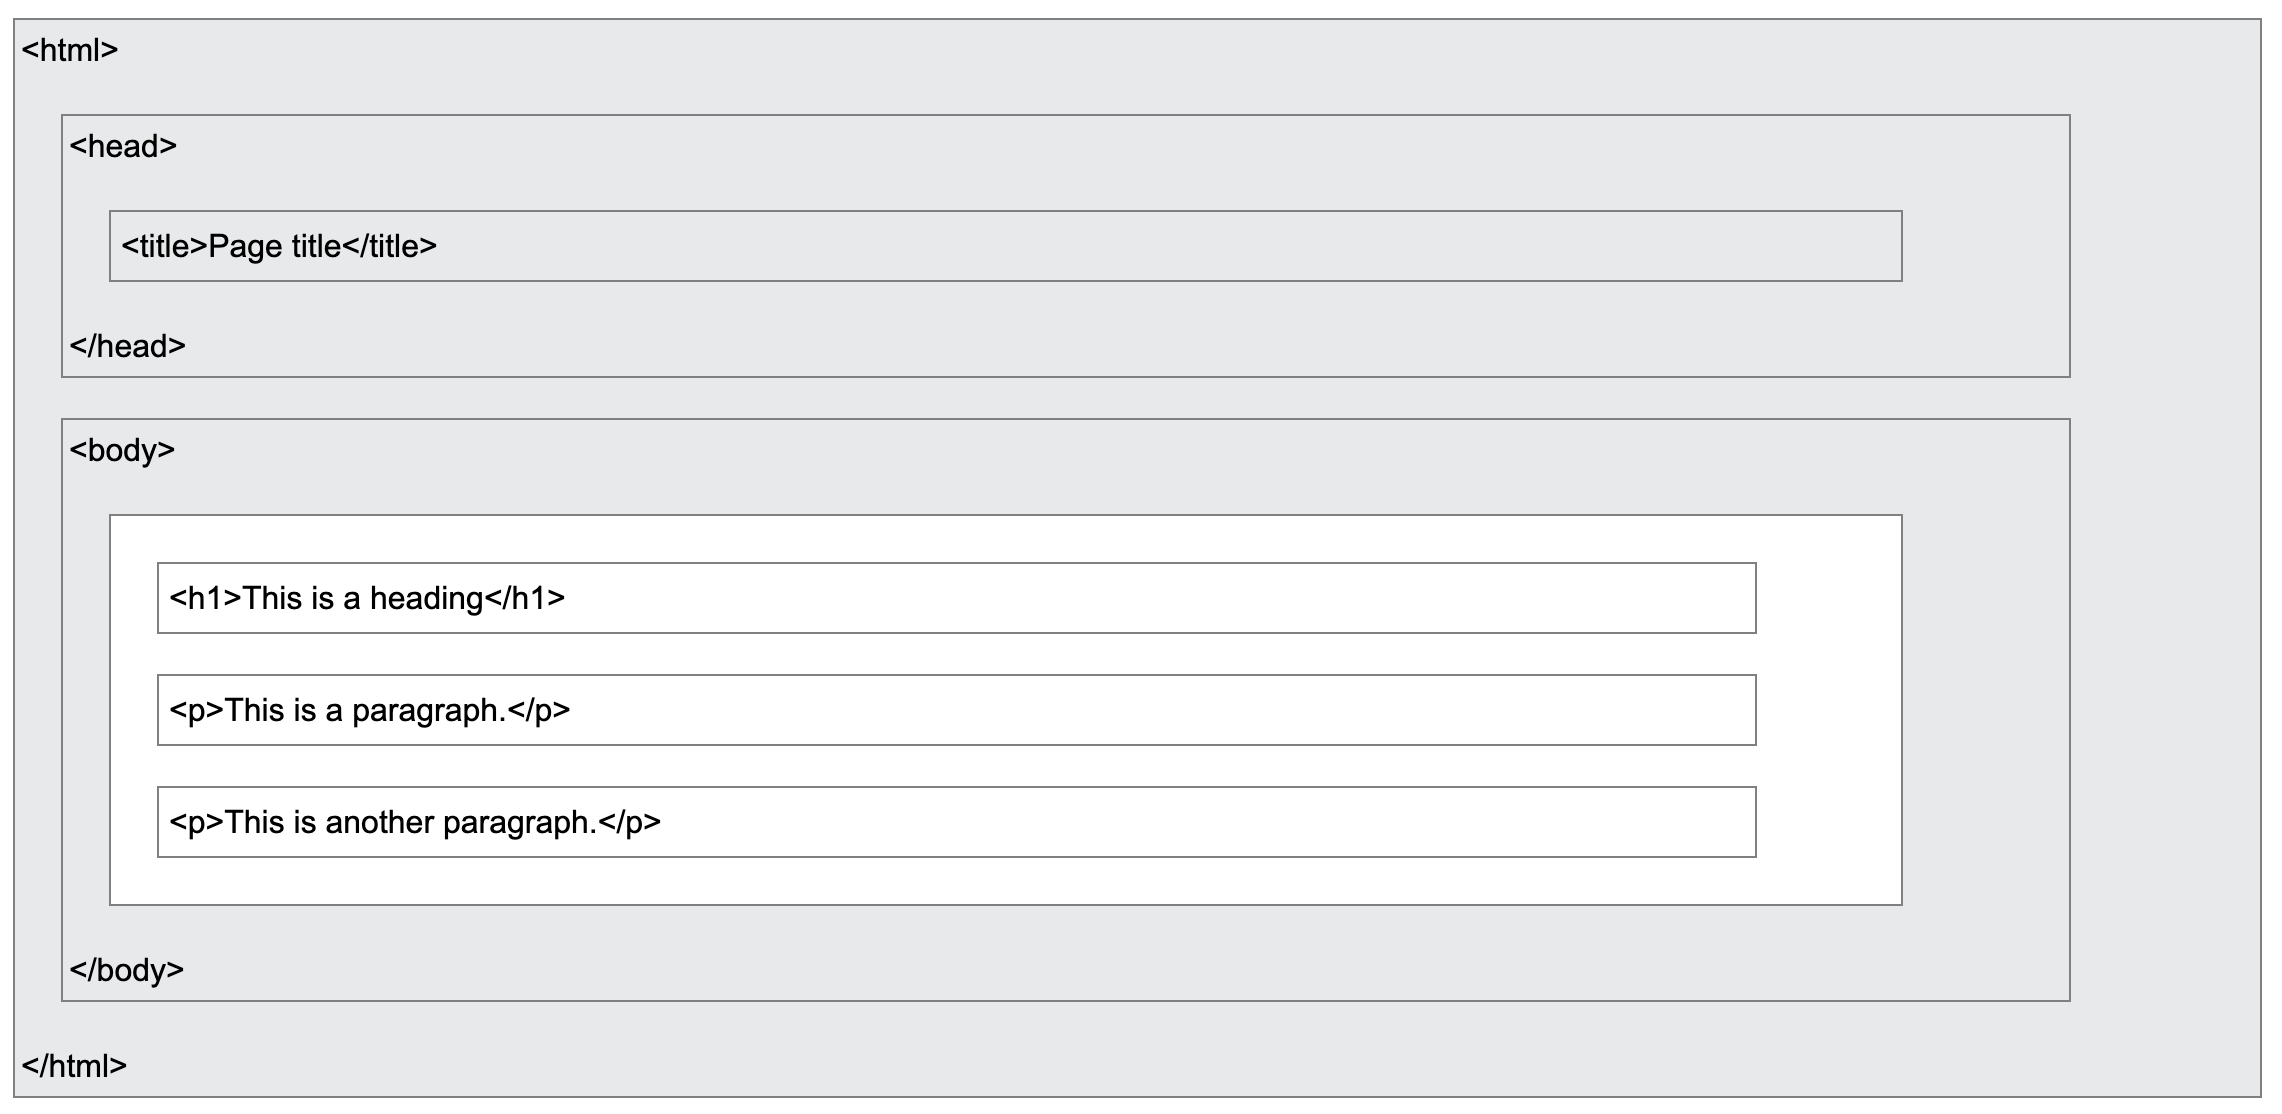 <html>
<head>
<title>Page title</title>
</head>
<body>
<h1>This is a heading</h1>
<p>This is a paragraph.</p>
<p>This is another paragraph.</p>
</body>
</html>